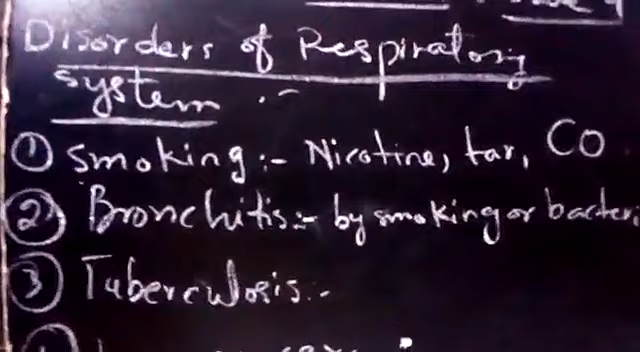 Disorders of Respiratory
system :-
① Smoking :- Nicotine, tar, CO
② Bronchitis :- by smoking or bacteri
③ Tuberculosis :-